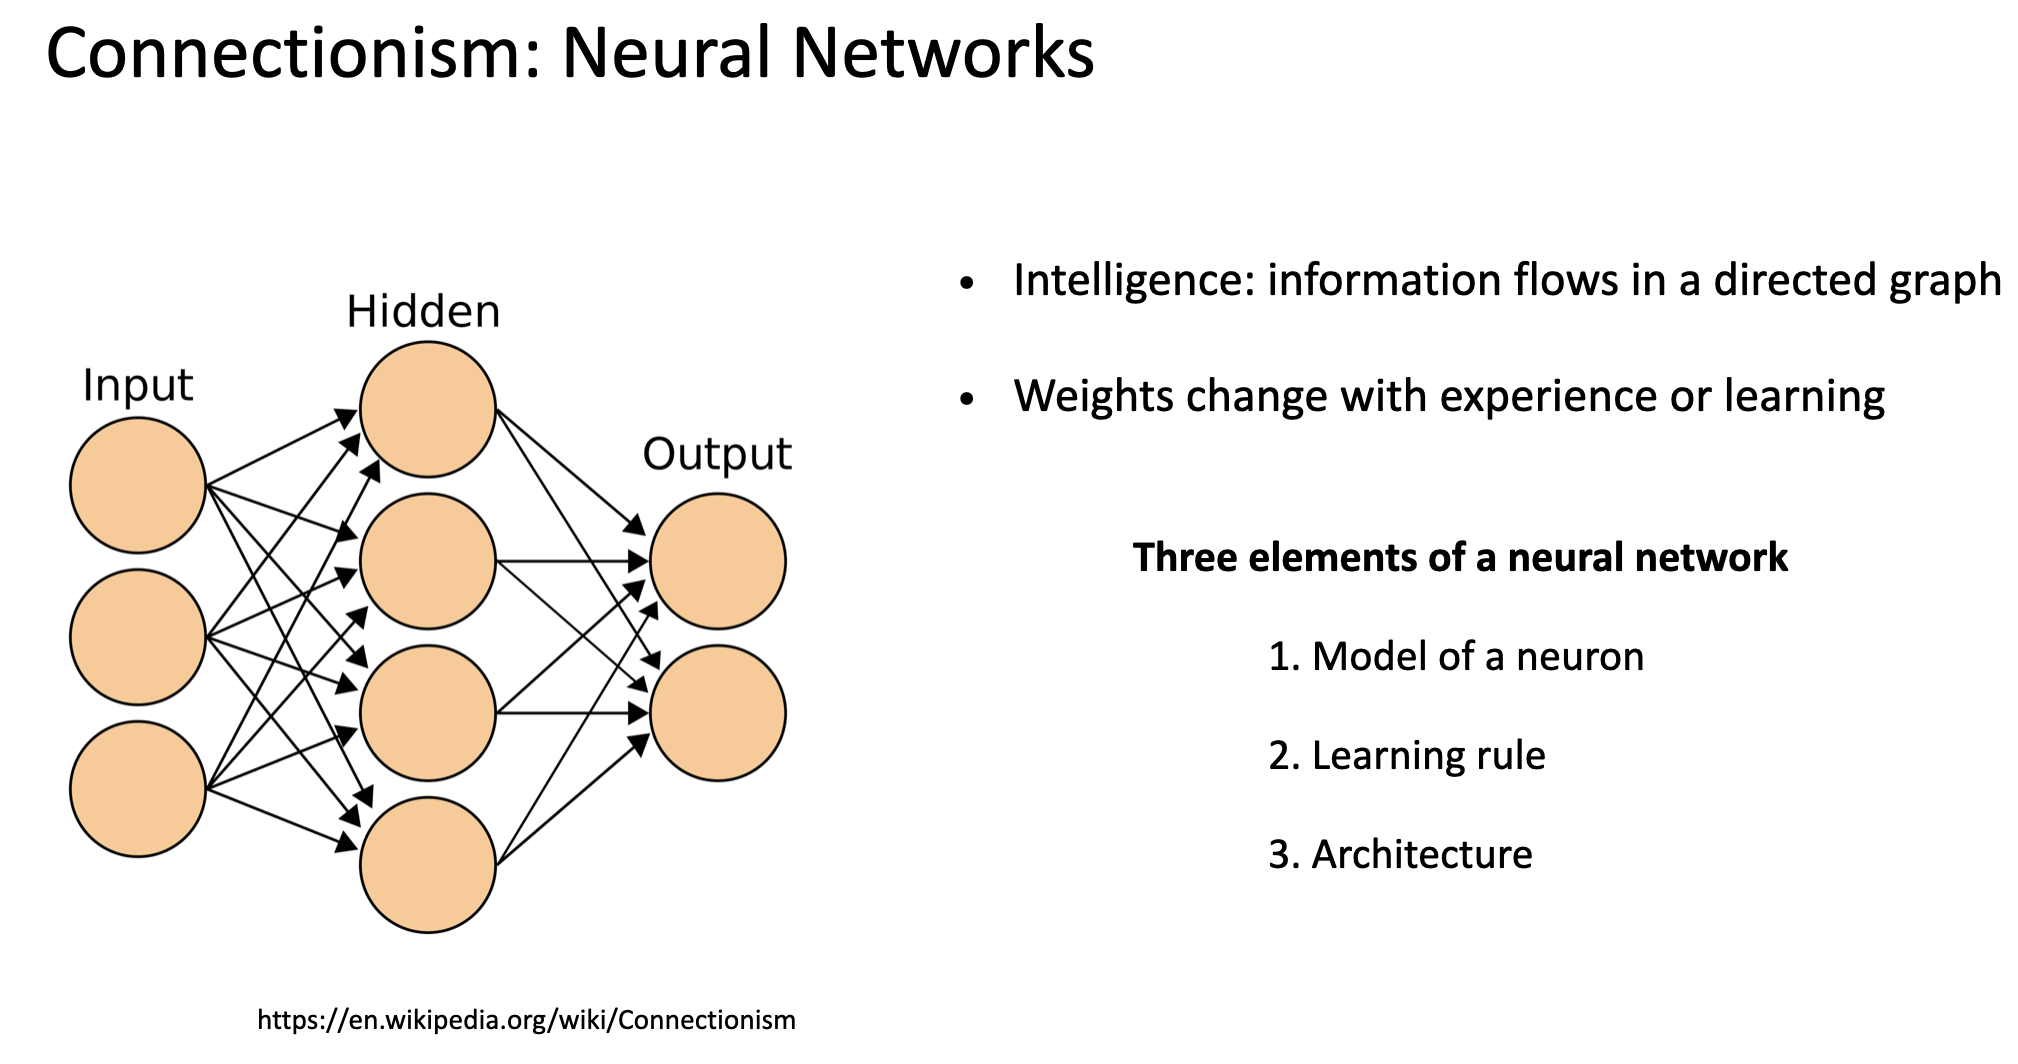 Connectionism: Neural Networks
Hidden
Input
Output
• Intelligence: information flows in a directed graph
• Weights change with experience or learning
Three elements of a neural network
1. Model of a neuron
2. Learning rule
3. Architecture
https://en.wikipedia.org/wiki/Connectionism